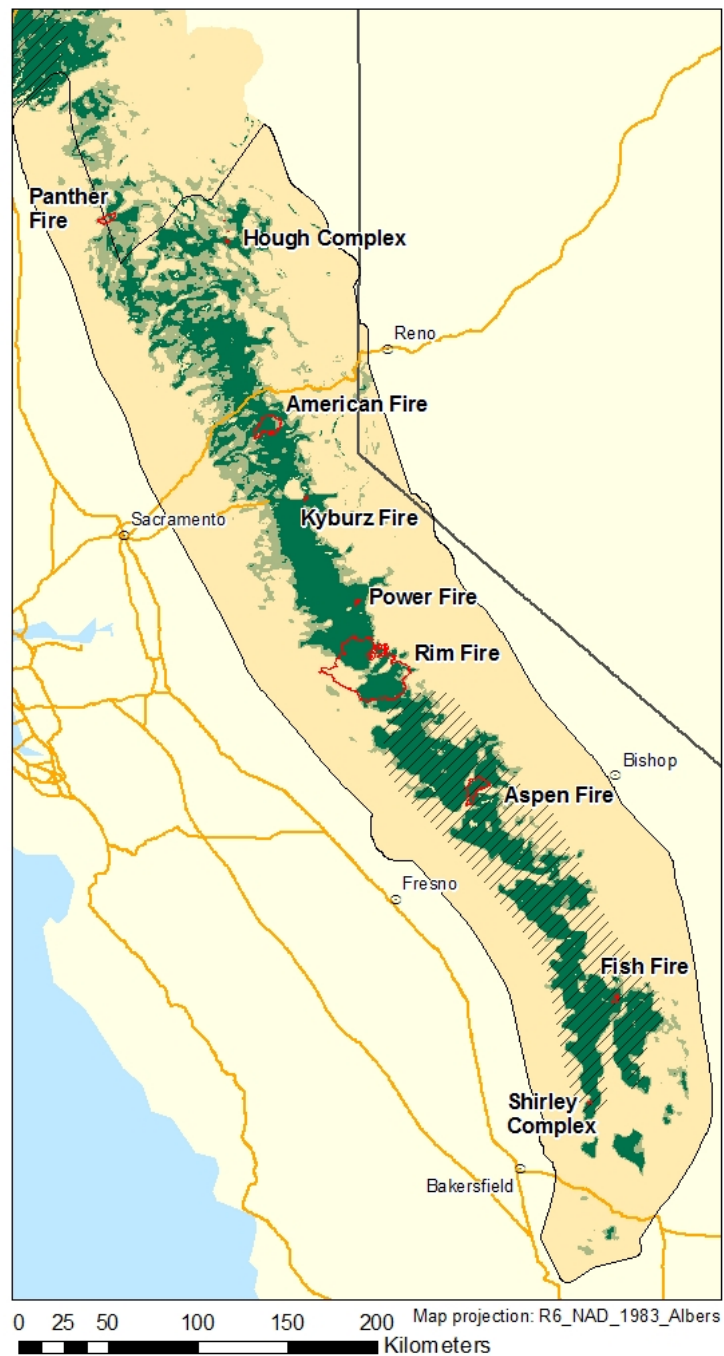 Panther
Fire
Hough Complex
Reno
American Fire
Kyburz Fire
Sacramento
Power Fire
Rim Fire
Bishop
Aspen Fire
Fresno
Fish Fire
Shirley
Complex
Bakersfield
0 25 50 100 150 200
Map projection: R6_NAD_1983_Albers
Kilometers